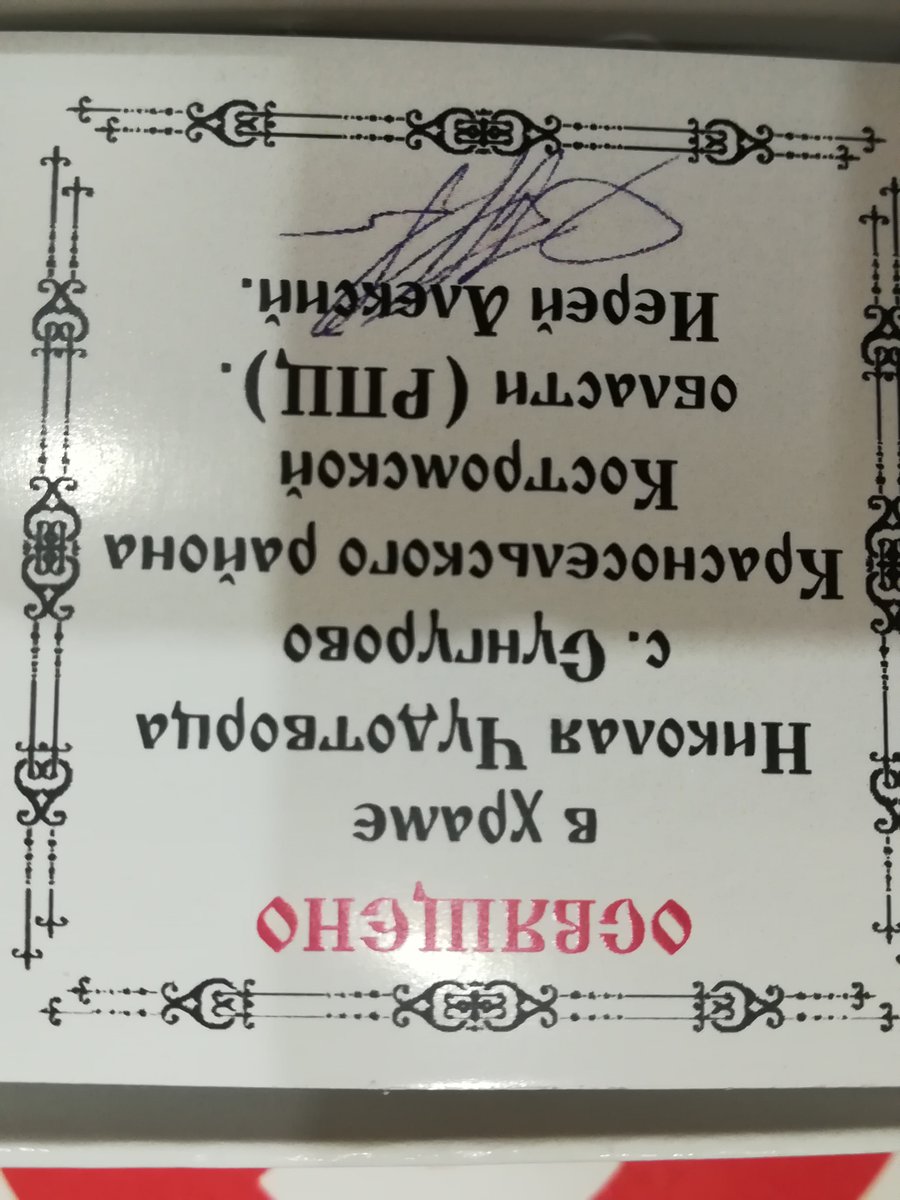 ОСВЯЩЕНО
в храме
Николая Чудотворца
с. Сунгурово
Красносельского района
Костромской
области (РПЦ).
Иерей Алексий.